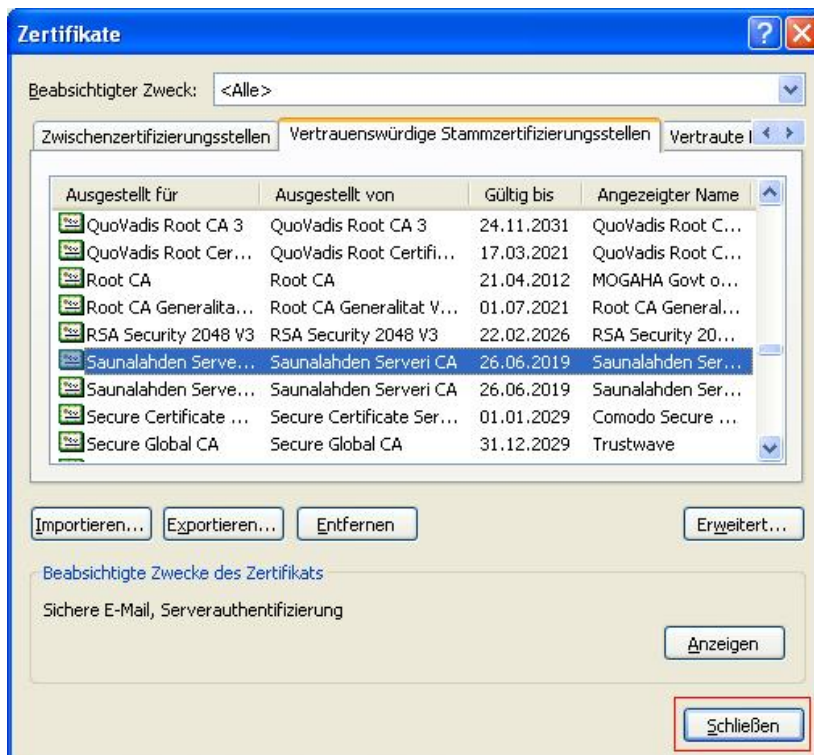 Zertifikate
Beabsichtigter Zweck: <Alle>
Zwischenzertifizierungsstellen Vertrauenswürdige Stammzertifizierungsstellen Vertraute
Ausgestellt für Ausgestellt von Gültig bis Angezeigter Name
QuoVadis Root CA 3 QuoVadis Root CA 3 24.11.2031 QuoVadis Root C...
QuoVadis Root Cer... QuoVadis Root Certifi... 17.03.2021 QuoVadis Root C...
Root CA Root CA 21.04.2012 MOGAHA Govt o...
Root CA Generalita... Root CA Generalitat V... 01.07.2021 Root CA General...
RSA Security 2048 V3 RSA Security 2048 V3 22.02.2026 RSA Security 20...
Saunalahden Serve... Saunalahden Serveri CA 26.06.2019 Saunalahden Ser...
Saunalahden Serve... Saunalahden Serveri CA 26.06.2019 Saunalahden Ser...
Secure Certificate ... Secure Certificate Ser... 01.01.2029 Comodo Secure ...
Secure Global CA Secure Global CA 31.12.2029 Trustwave
Importieren... Exportieren... Entfernen Erweitert...
Beabsichtigte Zwecke des Zertifikats
Sichere E-Mail, Serverauthentifizierung
Anzeigen
Schließen